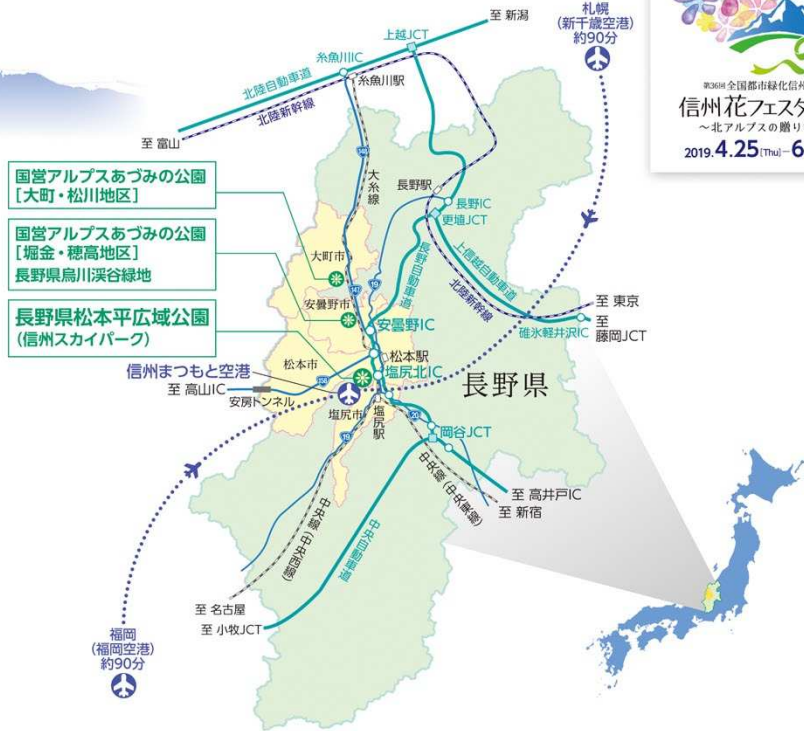 札幌
(新千歳空港)
約90分
至 新潟
上越JCT
糸魚川IC
糸魚川駅
北陸自動車道
北陸新幹線
至 富山
第36回 全国都市緑化信州
信州花フェスタ
～北アルプスの贈り
2019.4.25[Thu]–6
148
大糸線
長野駅
長野IC
更埴JCT
国営アルプスあづみの公園
[大町・松川地区]
国営アルプスあづみの公園
[堀金・穂高地区]
長野県烏川渓谷緑地
長野県松本平広域公園
(信州スカイパーク)
大町市
147
19
長野自動車道
上信越自動車道
北陸新幹線
安曇野市
安曇野IC
至 東京
至
藤岡JCT
碓氷軽井沢IC
松本駅
松本市
塩尻北IC
信州まつもと空港
至 高山IC
安房トンネル
158
長野県
塩尻市
塩尻駅
20
岡谷JCT
19
中央線(中央東線)
至 高井戸IC
至 新宿
中央線(中央西線)
中央自動車道
至 名古屋
至 小牧JCT
福岡
(福岡空港)
約90分